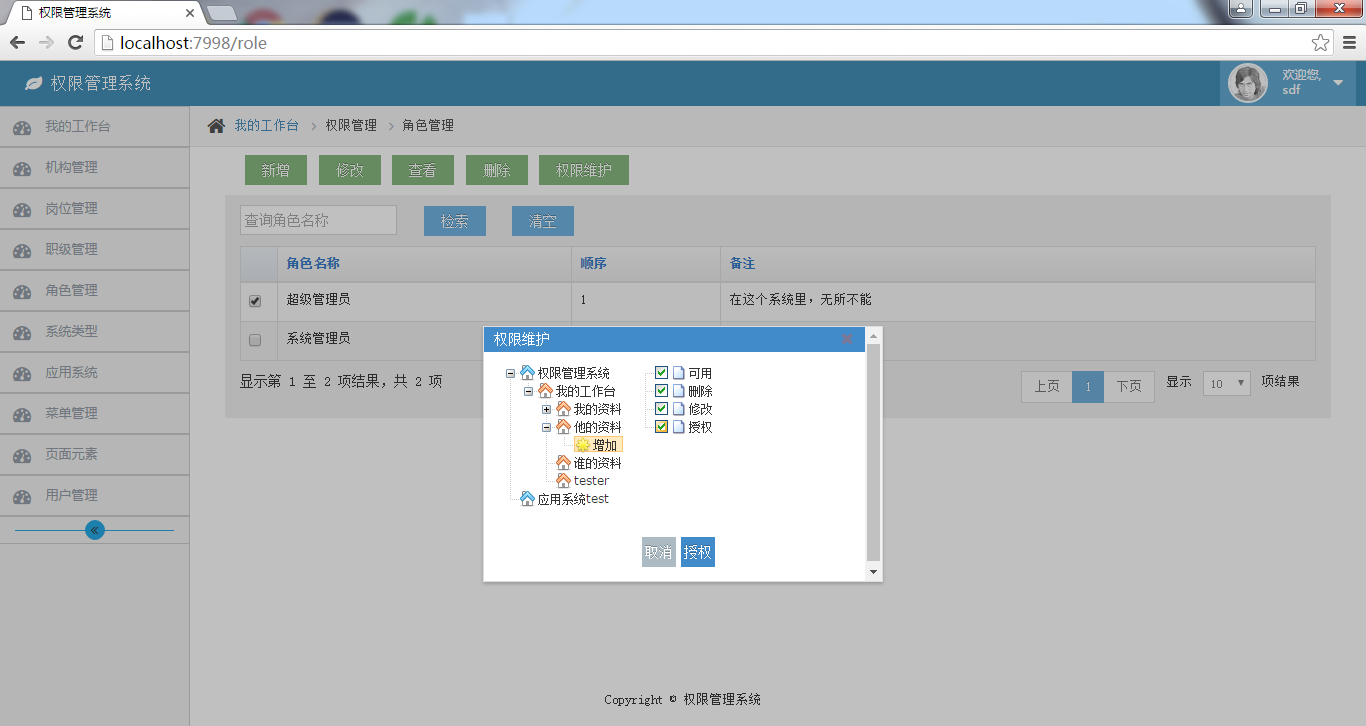 权限管理系统
localhost:7998/role
权限管理系统
欢迎您,
sdf
我的工作台
机构管理
岗位管理
职级管理
角色管理
系统类型
应用系统
菜单管理
页面元素
用户管理
我的工作台 > 权限管理 > 角色管理
新增 修改 查看 删除 权限维护
查询角色名称 检索 清空
角色名称 顺序 备注
超级管理员 1 在这个系统里，无所不能
系统管理员
显示第 1 至 2 项结果，共 2 项
上页 1 下页 显示 10 项结果
权限维护
权限管理系统
我的工作台
我的资料
他的资料
增加
谁的资料
tester
应用系统test
可用
删除
修改
授权
取消 授权
Copyright © 权限管理系统